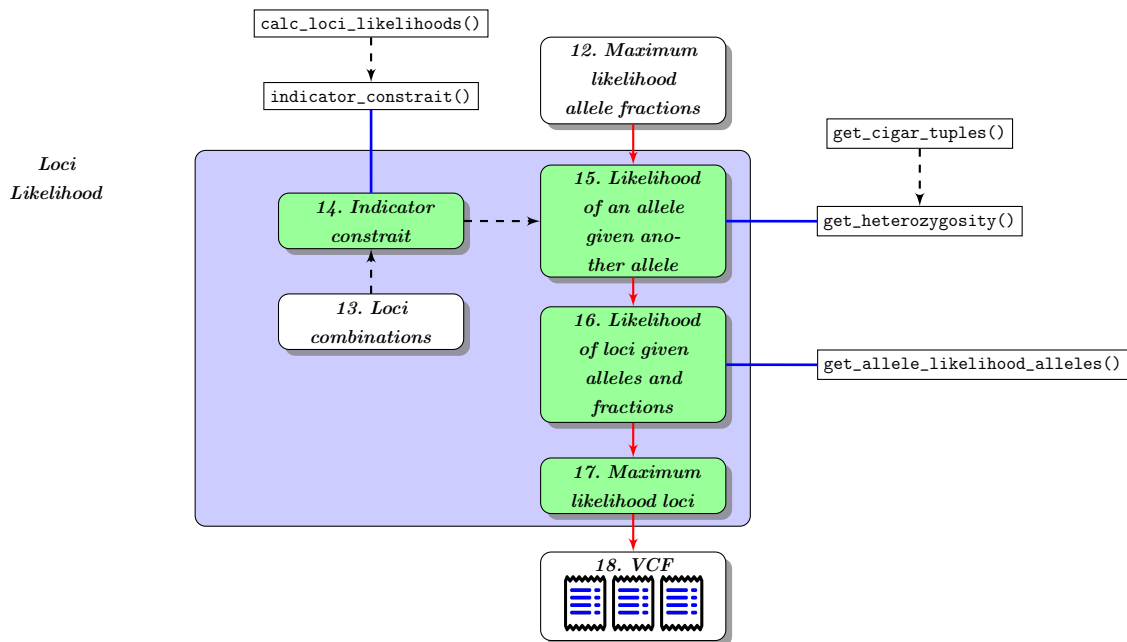 calc_loci_likelihoods()
indicator_constrait()
12. Maximum
likelihood
allele fractions
get_cigar_tuples()
get_heterozygosity()
Loci
Likelihood
14. Indicator
constrait
15. Likelihood
of an allele
given ano-
ther allele
13. Loci
combinations
16. Likelihood
of loci given
alleles and
fractions
get_allele_likelihood_alleles()
17. Maximum
likelihood loci
18. VCF